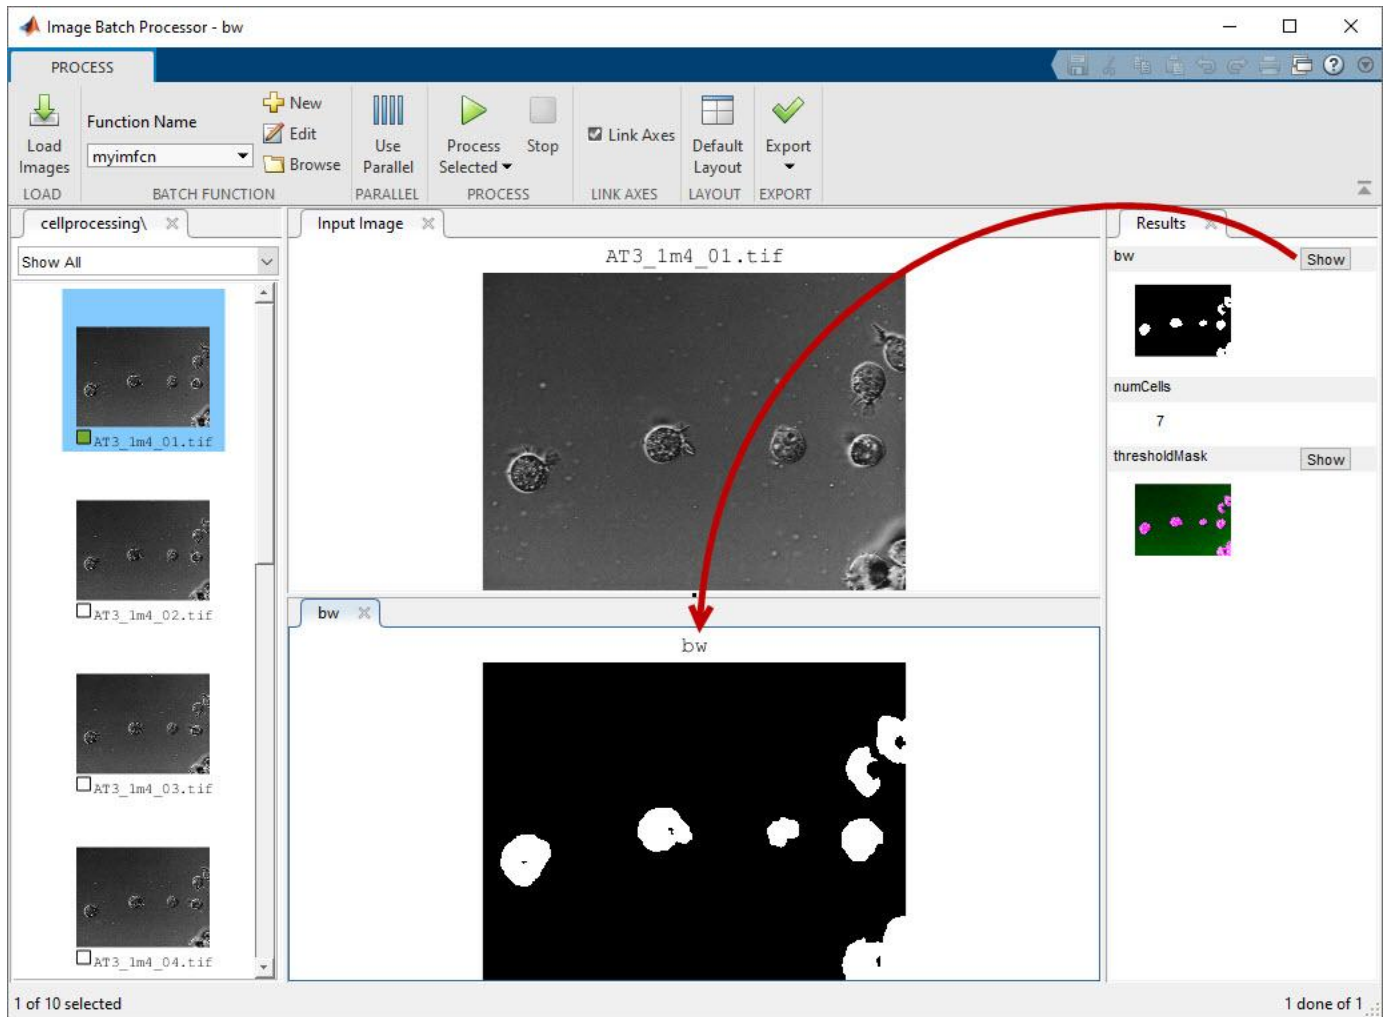 Image Batch Processor - bw
PROCESS
Load Images
LOAD
Function Name
myimfcn
New
Edit
Browse
BATCH FUNCTION
Use Parallel
PARALLEL
Process Selected
Stop
PROCESS
Link Axes
LINK AXES
Default Layout
LAYOUT
Export
EXPORT
cellprocessing\
Show All
AT3_1m4_01.tif
AT3_1m4_02.tif
AT3_1m4_03.tif
AT3_1m4_04.tif
Input Image
AT3_1m4_01.tif
bw
bw
Results
bw
Show
numCells
7
thresholdMask
Show
1 of 10 selected
1 done of 1